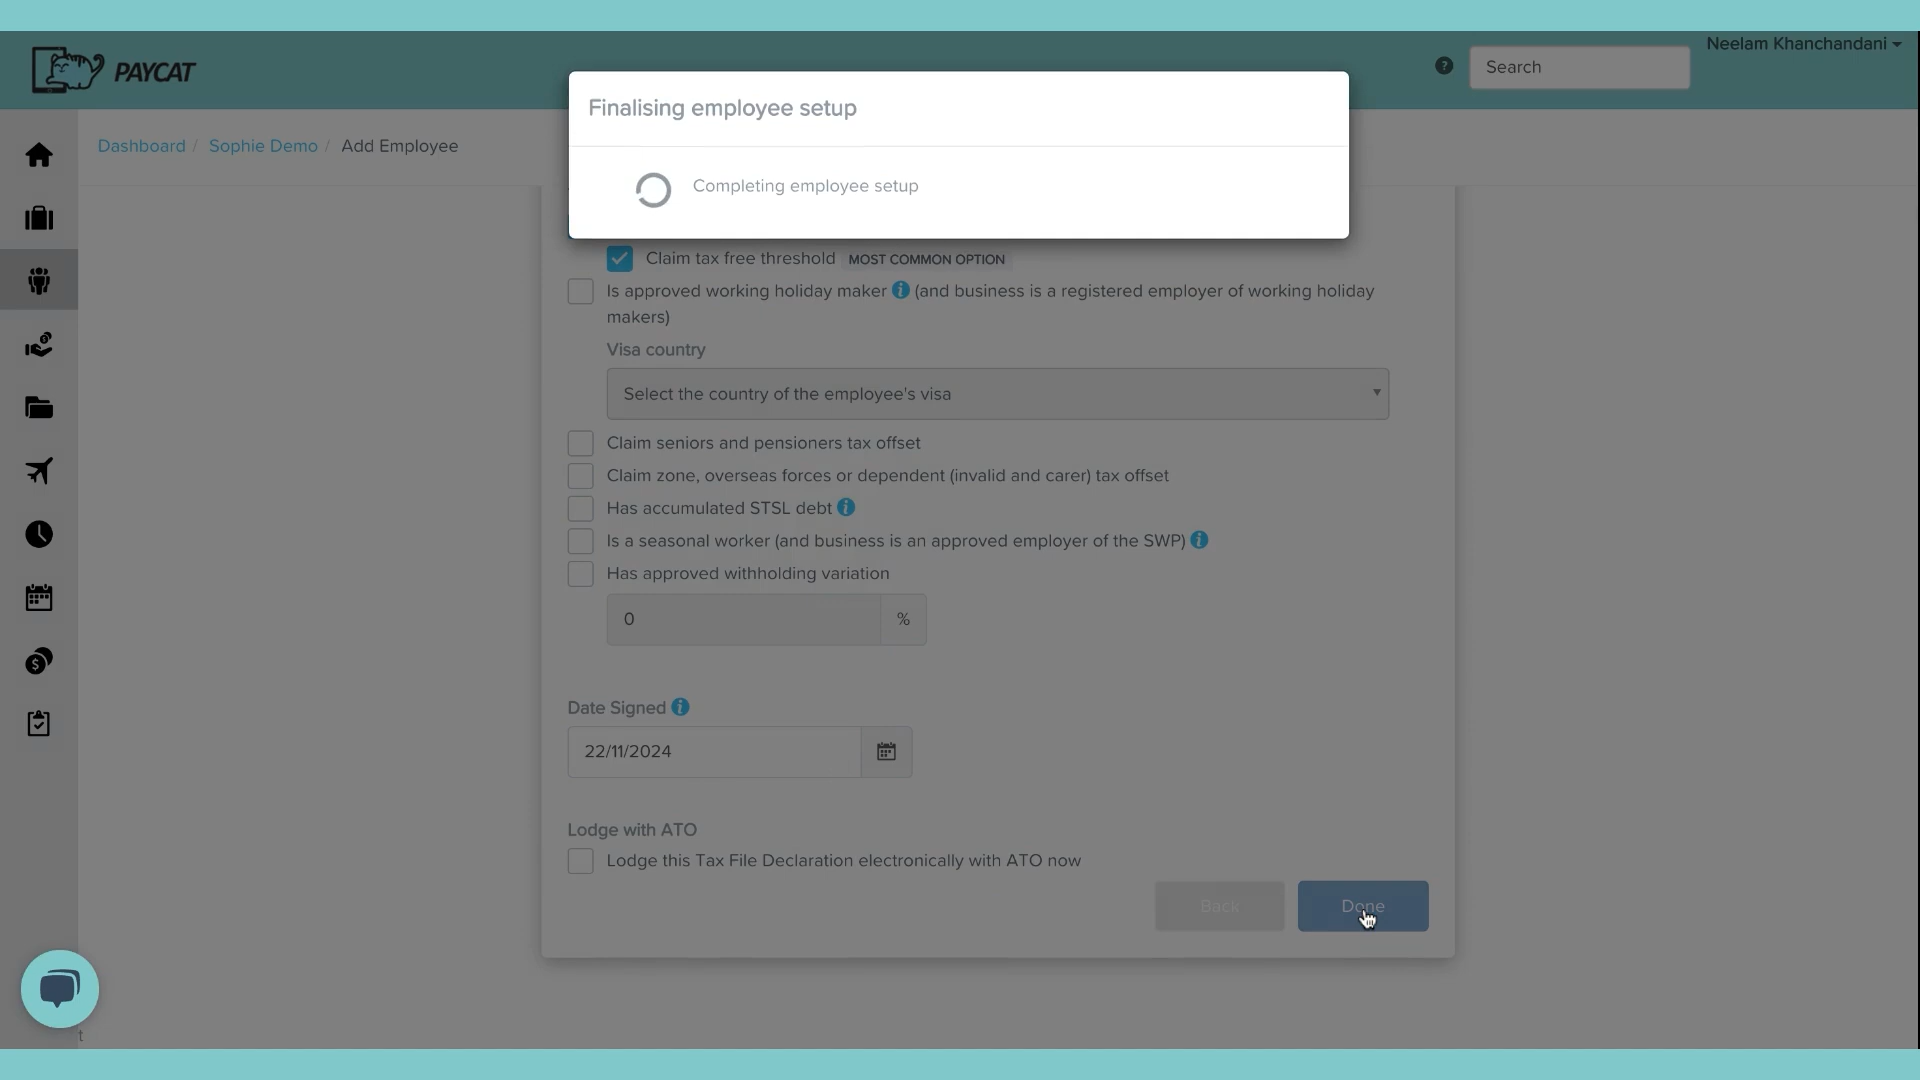 PAYCAT
Neelam Khanchandani
Search
Finalising employee setup
Completing employee setup
Dashboard / Sophie Demo / Add Employee
Claim tax free threshold MOST COMMON OPTION
Is approved working holiday maker (and business is a registered employer of working holiday
makers)
Visa country
Select the country of the employee's visa
Claim seniors and pensioners tax offset
Claim zone, overseas forces or dependent (invalid and carer) tax offset
Has accumulated STSL debt
Is a seasonal worker (and business is an approved employer of the SWP)
Has approved withholding variation
0 %
Date Signed
22/11/2024
Lodge with ATO
Lodge this Tax File Declaration electronically with ATO now
Back Done
t